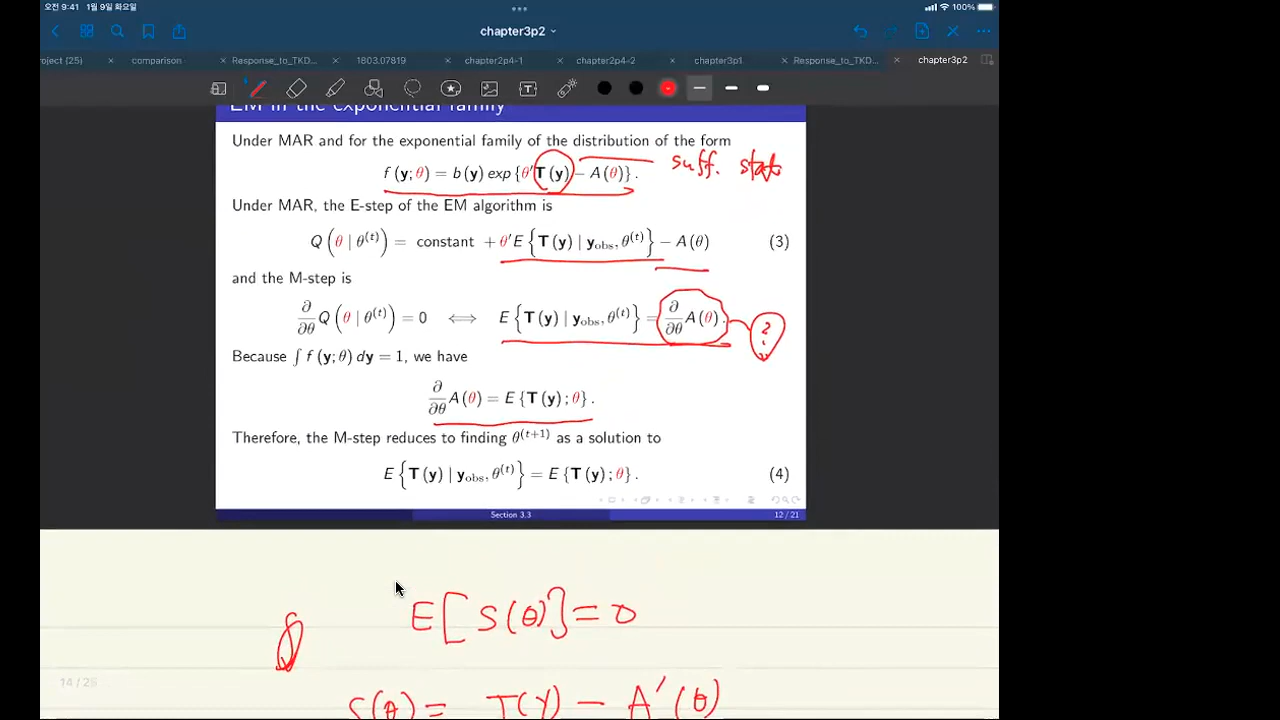 오전 9:41 1월 9일 화요일 100%
chapter3p2
roject (25) comparison Response_to_TKD... 1803.07819 chapter2p4-1 chapter2p4-2 chapter3p1 Response_to_TKD... chapter3p2
EM in the exponential family
Under MAR and for the exponential family of the distribution of the form
f (y; θ) = b (y) exp {θ′T (y) − A (θ)} .
suff. stat
Under MAR, the E-step of the EM algorithm is
Q (θ | θ^(t)) = constant + θ′E {T (y) | y_obs, θ^(t)} − A (θ) (3)
and the M-step is
∂/∂θ Q (θ | θ^(t)) = 0 ⟺ E {T (y) | y_obs, θ^(t)} = ∂/∂θ A (θ) .
?
Because ∫ f (y; θ) dy = 1, we have
∂/∂θ A (θ) = E {T (y) ; θ} .
Therefore, the M-step reduces to finding θ^(t+1) as a solution to
E {T (y) | y_obs, θ^(t)} = E {T (y) ; θ} . (4)
Section 3.3 12 / 21
E[S(θ)] = 0
14 / 25
S(θ) = T(Y) − A′(θ)